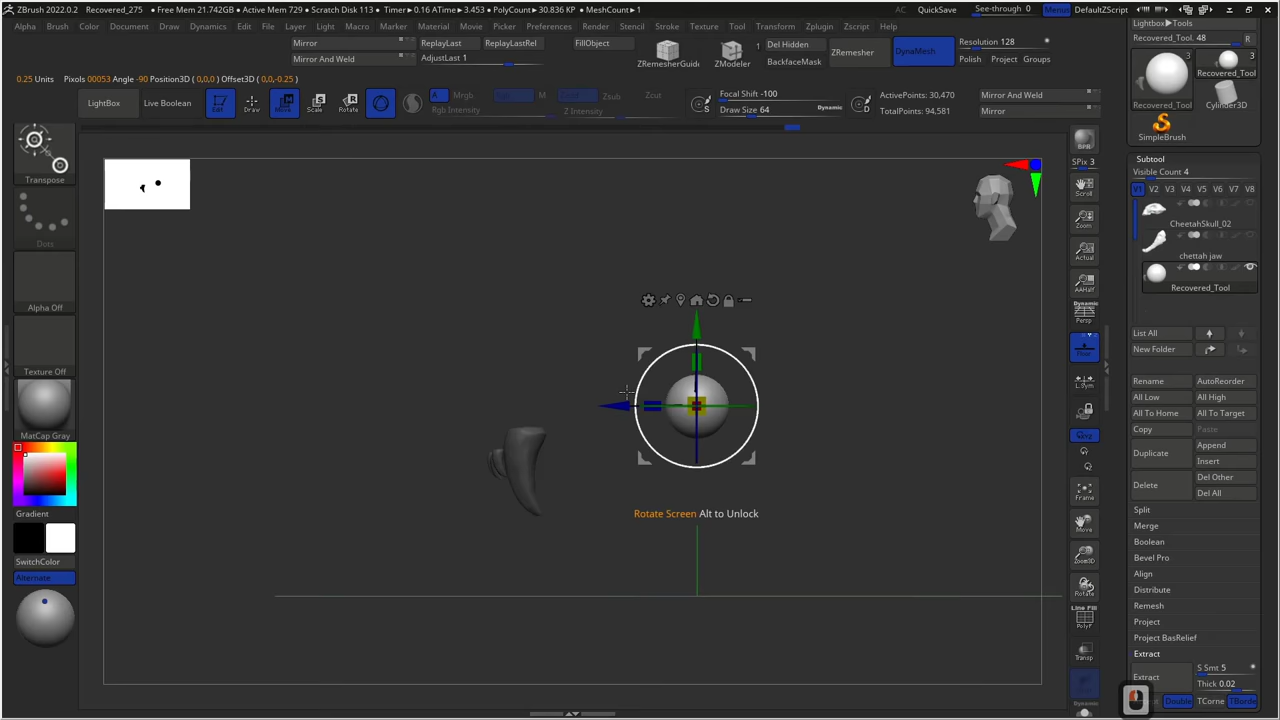 ZBrush 2022.0.2 Recovered_275 • Free Mem 21.742GB • Active Mem 729 • Scratch Disk 113 • Timer▶0.16 ATime▶3.453 • PolyCount▶30.836 KP • MeshCount▶1 AC QuickSave See-through 0 Menus DefaultZScript
Alpha Brush Color Document Draw Dynamics Edit File Layer Light Macro Marker Material Movie Picker Preferences Render Stencil Stroke Texture Tool Transform Zplugin Zscript Help
Lightbox▶Tools
Recovered_Tool. 48 R
Mirror
Mirror And Weld
ReplayLast ReplayLastRel
AdjustLast 1
FillObject
ZRemesherGuid
1
ZModeler
Del Hidden
BackfaceMask
ZRemesher
DynaMesh
Resolution 128
Polish Project Groups
0.25 Units Pixels 00053 Angle -90 Position3D (0,0,0) Offset3D (0,0,-0.25)
LightBox
Live Boolean
Edit
Draw
Move
Scale
Rotate
A Mrgb
Rgb Intensity
M
Zsub Zcut
Z Intensity
S
Focal Shift -100
Draw Size 64 Dynamic
D
ActivePoints: 30,470
TotalPoints: 94,581
Mirror And Weld
Mirror
3
Recovered_Tool
3
Recovered_Tool
Cylinder3D
SimpleBrush
Transpose
Dots
Alpha Off
Texture Off
MatCap Gray
Gradient
SwitchColor
Alternate
Rotate Screen Alt to Unlock
BPR
SPix 3
Scroll
Zoom
Actual
AAHalf
Dynamic
Persp
Floor
L.Sym
Frame
Move
Zoom3D
Rotate
Line Fill
PolyF
Transp
Dynamic
Subtool
Visible Count 4
V1 V2 V3 V4 V5 V6 V7 V8
CheetahSkull_02
chettah jaw
Recovered_Tool
List All
New Folder
Rename AutoReorder
All Low All High
All To Home All To Target
Copy Paste
Duplicate
Append
Insert
Delete
Del Other
Del All
Split
Merge
Boolean
Bevel Pro
Align
Distribute
Remesh
Project
Project BasRelief
Extract
Extract
S Smt 5
Thick 0.02
Double TCorne TBorde